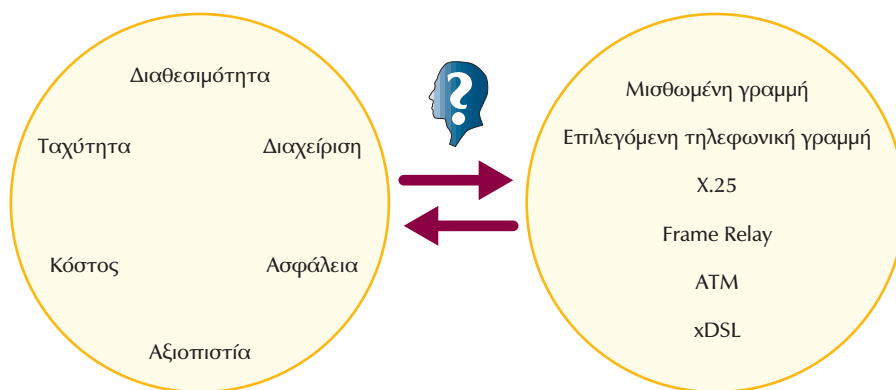 Διαθεσιμότητα
Ταχύτητα
Διαχείριση
Κόστος
Ασφάλεια
Αξιοπιστία
?
Μισθωμένη γραμμή
Επιλεγόμενη τηλεφωνική γραμμή
X.25
Frame Relay
ATM
xDSL